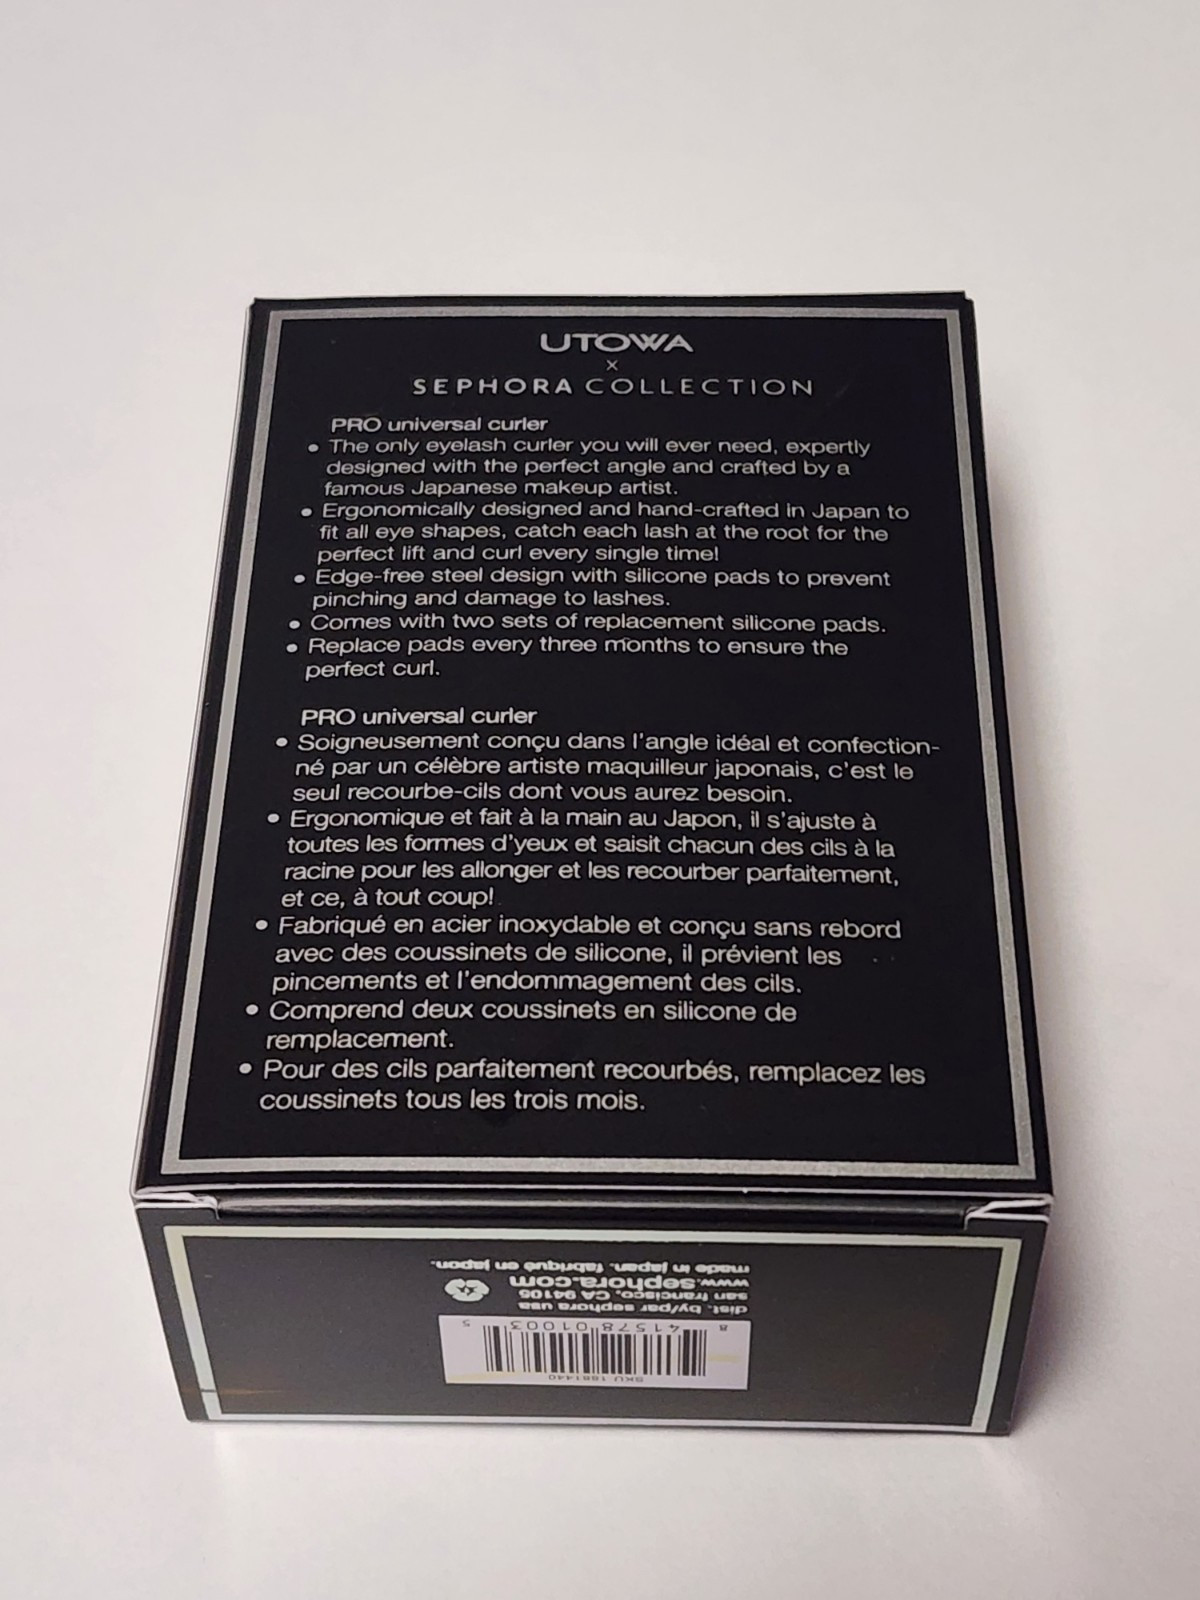 UTOWA
x
SEPHORA COLLECTION
PRO universal curler
• The only eyelash curler you will ever need, expertly
designed with the perfect angle and crafted by a
famous Japanese makeup artist.
• Ergonomically designed and hand-crafted in Japan to
fit all eye shapes, catch each lash at the root for the
perfect lift and curl every single time!
• Edge-free steel design with silicone pads to prevent
pinching and damage to lashes.
• Comes with two sets of replacement silicone pads.
• Replace pads every three months to ensure the
perfect curl.
PRO universal curler
• Soigneusement conçu dans l'angle idéal et confection-
né par un célèbre artiste maquilleur japonais, c'est le
seul recourbe-cils dont vous aurez besoin.
• Ergonomique et fait à la main au Japon, il s'ajuste à
toutes les formes d'yeux et saisit chacun des cils à la
racine pour les allonger et les recourber parfaitement,
et ce, à tout coup!
• Fabriqué en acier inoxydable et conçu sans rebord
avec des coussinets de silicone, il prévient les
pincements et l'endommagement des cils.
• Comprend deux coussinets en silicone de
remplacement.
• Pour des cils parfaitement recourbés, remplacez les
coussinets tous les trois mois.
SKU 1881440
8 41578 01003 5
dist. by/par sephora usa
san francisco, CA 94105
www.sephora.com
made in japan. fabriqué en japon.